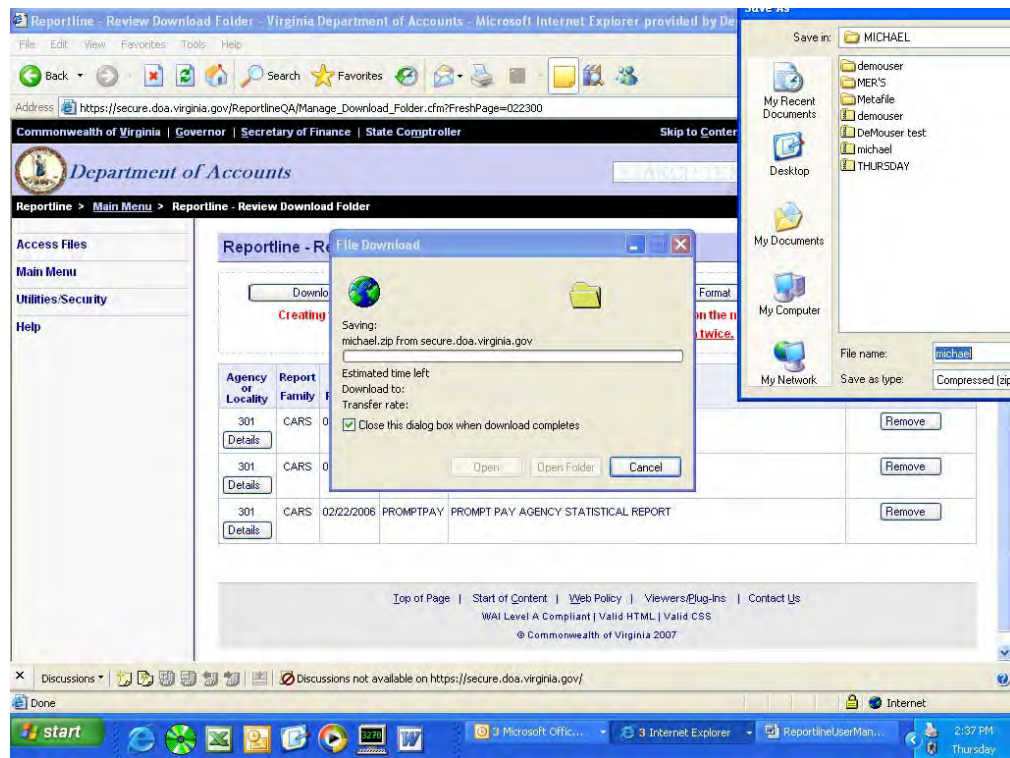 Reportline - Review Download Folder - Virginia Department of Accounts - Microsoft Internet Explorer provided by De
File Edit View Favorites Tools Help
Back Search Favorites
Address https://secure.doa.virginia.gov/ReportlineQA/Manage_Download_Folder.cfm?FreshPage=022300
Commonwealth of Virginia | Governor | Secretary of Finance | State Comptroller Skip to Conter
Department of Accounts
Reportline > Main Menu > Reportline - Review Download Folder
Access Files
Main Menu
Utilities/Security
Help
Reportline - Re
Downlo
Format
Creating
on the n
twice.
Agency or Locality
Report Family
301 CARS 0
Details
Remove
301 CARS 0
Details
Remove
301 CARS 02/22/2006 PROMPTPAY PROMPT PAY AGENCY STATISTICAL REPORT
Details
Remove
File Download
Saving:
michael.zip from secure.doa.virginia.gov
Estimated time left
Download to:
Transfer rate:
Close this dialog box when download completes
Open Open Folder Cancel
Save As
Save in: MICHAEL
My Recent Documents
Desktop
My Documents
My Computer
My Network
demouser
MER'S
Metafile
demouser
DeMouser test
michael
THURSDAY
File name: michael
Save as type: Compressed (zip
Top of Page | Start of Content | Web Policy | Viewers/Plug-Ins | Contact Us
WAI Level A Compliant | Valid HTML | Valid CSS
© Commonwealth of Virginia 2007
Discussions Discussions not available on https://secure.doa.virginia.gov/
Done Internet
start 3270 3 Microsoft Offic... 3 Internet Explorer ReportlineUserMan... 2:37 PM
Thursday